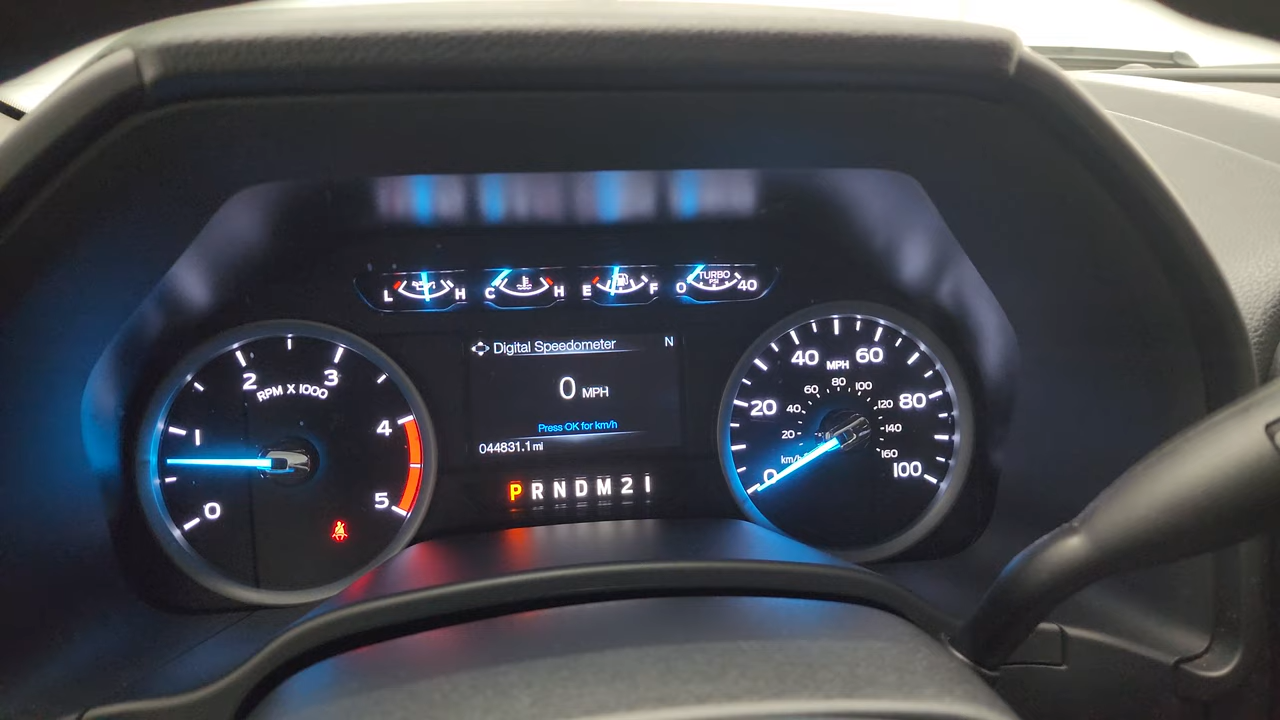 L H C H E F 0 TURBO PSI 40
Digital Speedometer N
0 MPH
Press OK for km/h
044831.1 mi
P R N D M 2 1
0 1 2 3 4 5
RPM X 1000
0 20 40 60 80 100
MPH
20 40 60 80 100 120 140 160
km/h